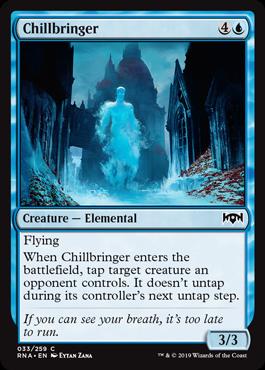 Chillbringer 4
Creature — Elemental
Flying
When Chillbringer enters the
battlefield, tap target creature an
opponent controls. It doesn't untap
during its controller's next untap step.
If you can see your breath, it's too late
to run.
3/3
033/259 C
RNA • EN Eytan Zana
™ & © 2019 Wizards of the Coast